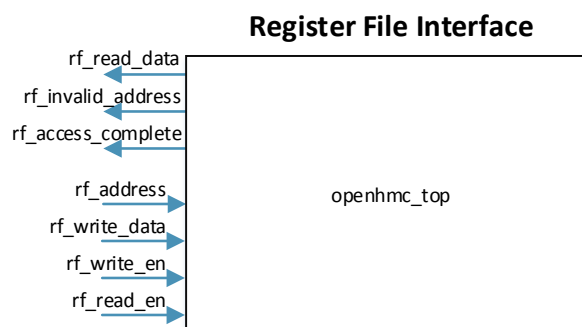 Register File Interface
rf_read_data
rf_invalid_address
rf_access_complete
rf_address
openhmc_top
rf_write_data
rf_write_en
rf_read_en